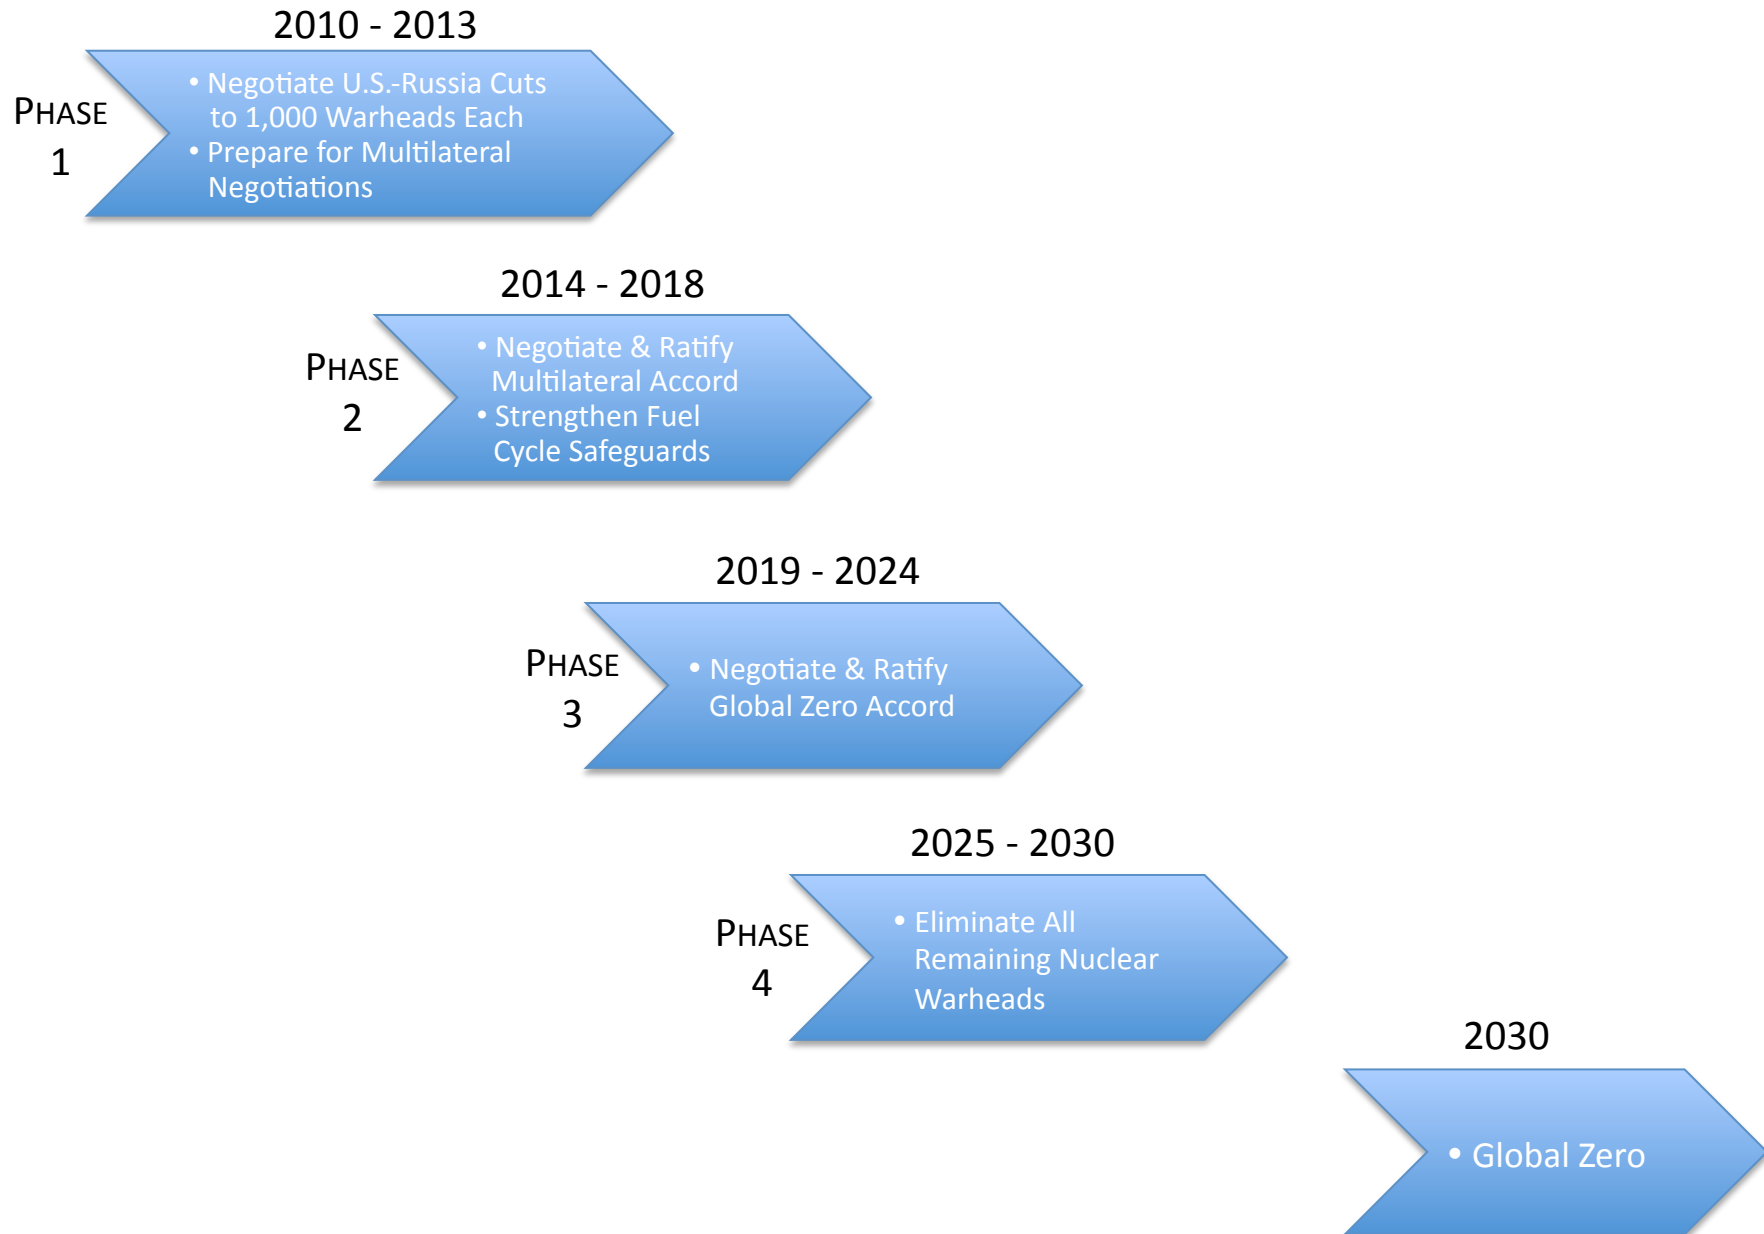 2010 - 2013
PHASE
1
• Negotiate U.S.-Russia Cuts
to 1,000 Warheads Each
• Prepare for Multilateral
Negotiations
2014 - 2018
PHASE
2
• Negotiate & Ratify
Multilateral Accord
• Strengthen Fuel
Cycle Safeguards
2019 - 2024
PHASE
3
• Negotiate & Ratify
Global Zero Accord
2025 - 2030
PHASE
4
• Eliminate All
Remaining Nuclear
Warheads
2030
• Global Zero